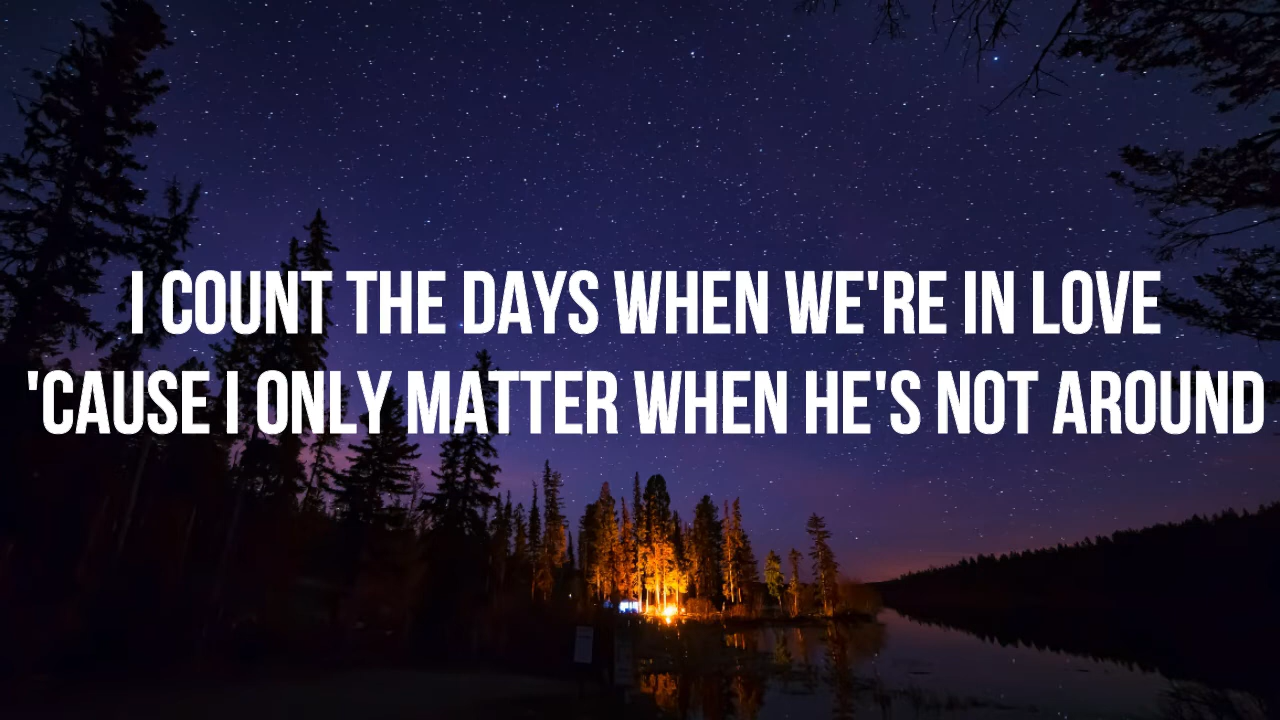 I COUNT THE DAYS WHEN WE'RE IN LOVE
'CAUSE I ONLY MATTER WHEN HE'S NOT AROUND